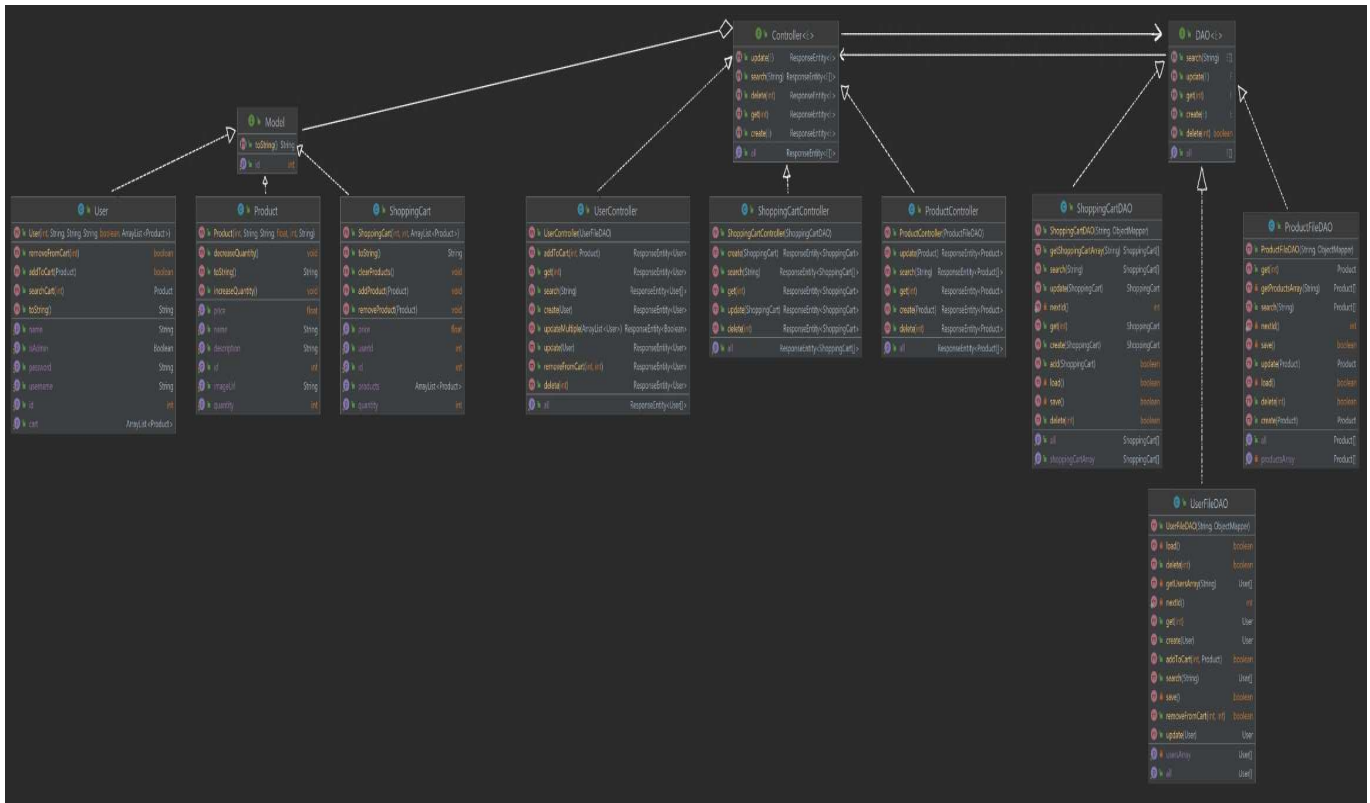 Controller<
update() ResponseEntity<
search(String) ResponseEntity<
delete(int) ResponseEntity<
get(int) ResponseEntity<
create() ResponseEntity<
all ResponseEntity<
DAO<
search(String)
update()
get(int)
create()
delete(int) boolean
all
Model
toString() String
id int
User
User(int, String, String, String, boolean, ArrayList<Product>)
removeFromCart(int) boolean
addToCart(Product) boolean
searchCart(int) Product
toString() String
name String
isAdmin Boolean
password String
username String
id int
cart ArrayList<Product>
Product
Product(int, String, String, float, int, String)
decreaseQuantity() void
toString() String
increaseQuantity() void
price float
name String
description String
id int
imageUrl String
quantity int
ShoppingCart
ShoppingCart(int, int, ArrayList<Product>)
toString() String
clearProducts() void
addProduct(Product) void
removeProduct(Product) void
price float
userId int
id int
products ArrayList<Product>
quantity int
UserController
UserController(UserFileDAO)
addToCart(int, Product) ResponseEntity<User>
get(int) ResponseEntity<User>
search(String) ResponseEntity<User[]>
create(User) ResponseEntity<User>
updateMultiple(ArrayList<User>) ResponseEntity<Boolean>
update(User) ResponseEntity<User>
removeFromCart(int, int) ResponseEntity<User>
delete(int) ResponseEntity<User>
all ResponseEntity<User[]>
ShoppingCartController
ShoppingCartController(ShoppingCartDAO)
create(ShoppingCart) ResponseEntity<ShoppingCart>
search(String) ResponseEntity<ShoppingCart[]>
get(int) ResponseEntity<ShoppingCart>
update(ShoppingCart) ResponseEntity<ShoppingCart>
delete(int) ResponseEntity<ShoppingCart>
all ResponseEntity<ShoppingCart[]>
ProductController
ProductController(ProductFileDAO)
update(Product) ResponseEntity<Product>
search(String) ResponseEntity<Product[]>
get(int) ResponseEntity<Product>
create(Product) ResponseEntity<Product>
delete(int) ResponseEntity<Product>
all ResponseEntity<Product[]>
ShoppingCartDAO
ShoppingCartDAO(String, ObjectMapper)
getShoppingCartArray(String) ShoppingCart[]
search(String) ShoppingCart[]
update(ShoppingCart) ShoppingCart
nextId() int
get(int) ShoppingCart
create(ShoppingCart) ShoppingCart
add(ShoppingCart) boolean
load() boolean
save() boolean
delete(int) boolean
all ShoppingCart[]
shoppingCartArray ShoppingCart[]
ProductFileDAO
ProductFileDAO(String, ObjectMapper)
get(int) Product
getProductsArray(String) Product[]
search(String) Product[]
nextId() int
save() boolean
update(Product) Product
load() boolean
delete(int) boolean
create(Product) Product
all Product[]
productsArray Product[]
UserFileDAO
UserFileDAO(String, ObjectMapper)
load() boolean
delete(int) boolean
getUsersArray(String) User[]
nextId() int
get(int) User
create(User) User
addToCart(int, Product) boolean
search(String) User[]
save() boolean
removeFromCart(int, int) boolean
update(User) User
usersArray User[]
all User[]